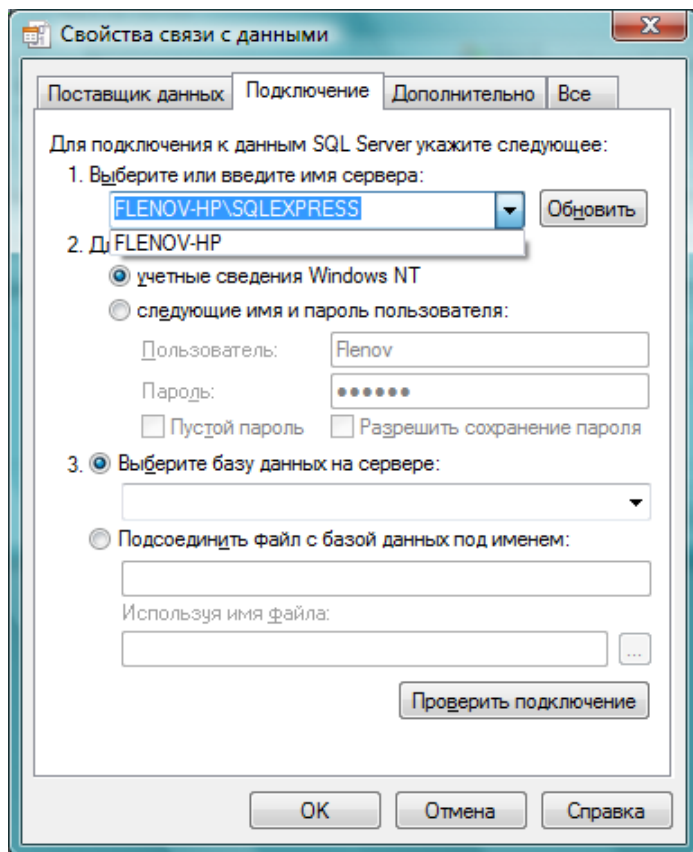 Свойства связи с данными
Поставщик данных Подключение Дополнительно Все
Для подключения к данным SQL Server укажите следующее:
1. Выберите или введите имя сервера:
FLENOV-HP\SQLEXPRESS Обновить
2. FLENOV-HP
учетные сведения Windows NT
следующие имя и пароль пользователя:
Пользователь: Flenov
Пароль: ●●●●●●
Пустой пароль Разрешить сохранение пароля
3. Выберите базу данных на сервере:
Подсоединить файл с базой данных под именем:
Используя имя файла:
...
Проверить подключение
OK Отмена Справка